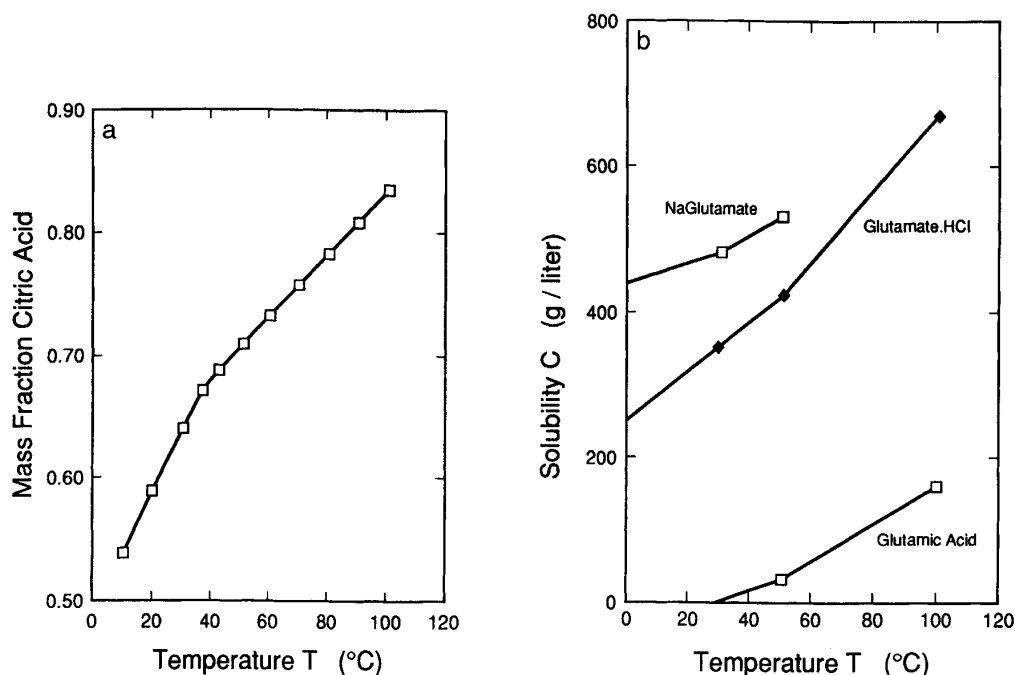 a
0.90
0.80
0.70
0.60
0.50
Mass Fraction Citric Acid
0 20 40 60 80 100 120
Temperature T (°C)
b
800
600
400
200
0
Solubility C (g / liter)
NaGlutamate
Glutamate.HCl
Glutamic Acid
0 20 40 60 80 100 120
Temperature T (°C)